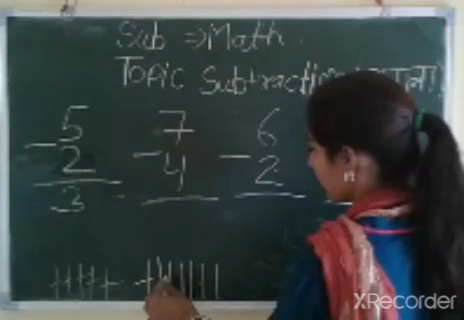 Sub ⇒ Math
Topic Subtraction
5 7 6
- 2 - 4 - 2
3
XRecorder